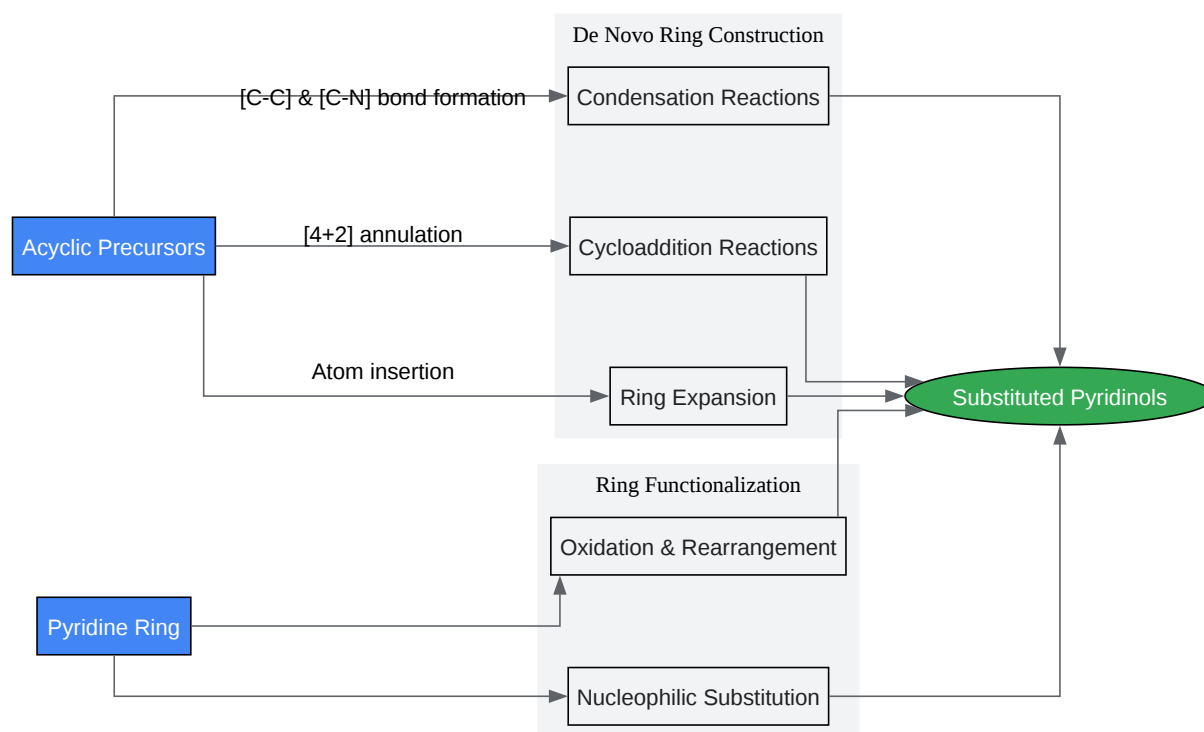 De Novo Ring Construction
[C-C] & [C-N] bond formation
Condensation Reactions
Acyclic Precursors
[4+2] annulation
Cycloaddition Reactions
Atom insertion
Ring Expansion
Substituted Pyridinols
Ring Functionalization
Oxidation & Rearrangement
Pyridine Ring
Nucleophilic Substitution